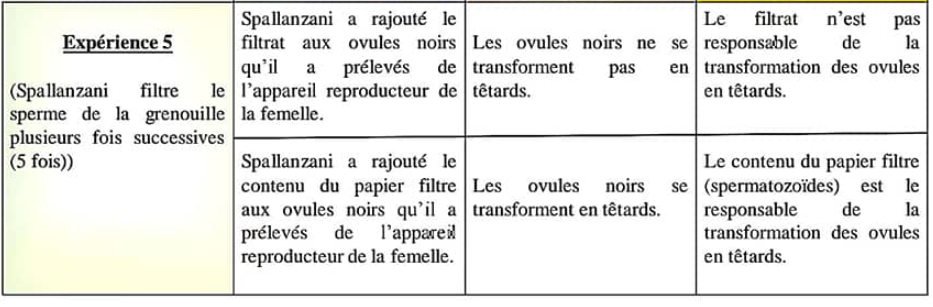 Expérience 5
(Spallanzani filtre le
sperme de la grenouille
plusieurs fois successives
(5 fois))
Spallanzani a rajouté le
filtrat aux ovules noirs
qu'il a prélevés de
l'appareil reproducteur de
la femelle.
Les ovules noirs ne se
transforment pas en
têtards.
Le filtrat n'est pas
responsable de la
transformation des ovules
en têtards.
Spallanzani a rajouté le
contenu du papier filtre
aux ovules noirs qu'il a
prélevés de l'appareil
reproducteur de la femelle.
Les ovules noirs se
transforment en têtards.
Le contenu du papier filtre
(spermatozoïdes) est le
responsable de la
transformation des ovules
en têtards.